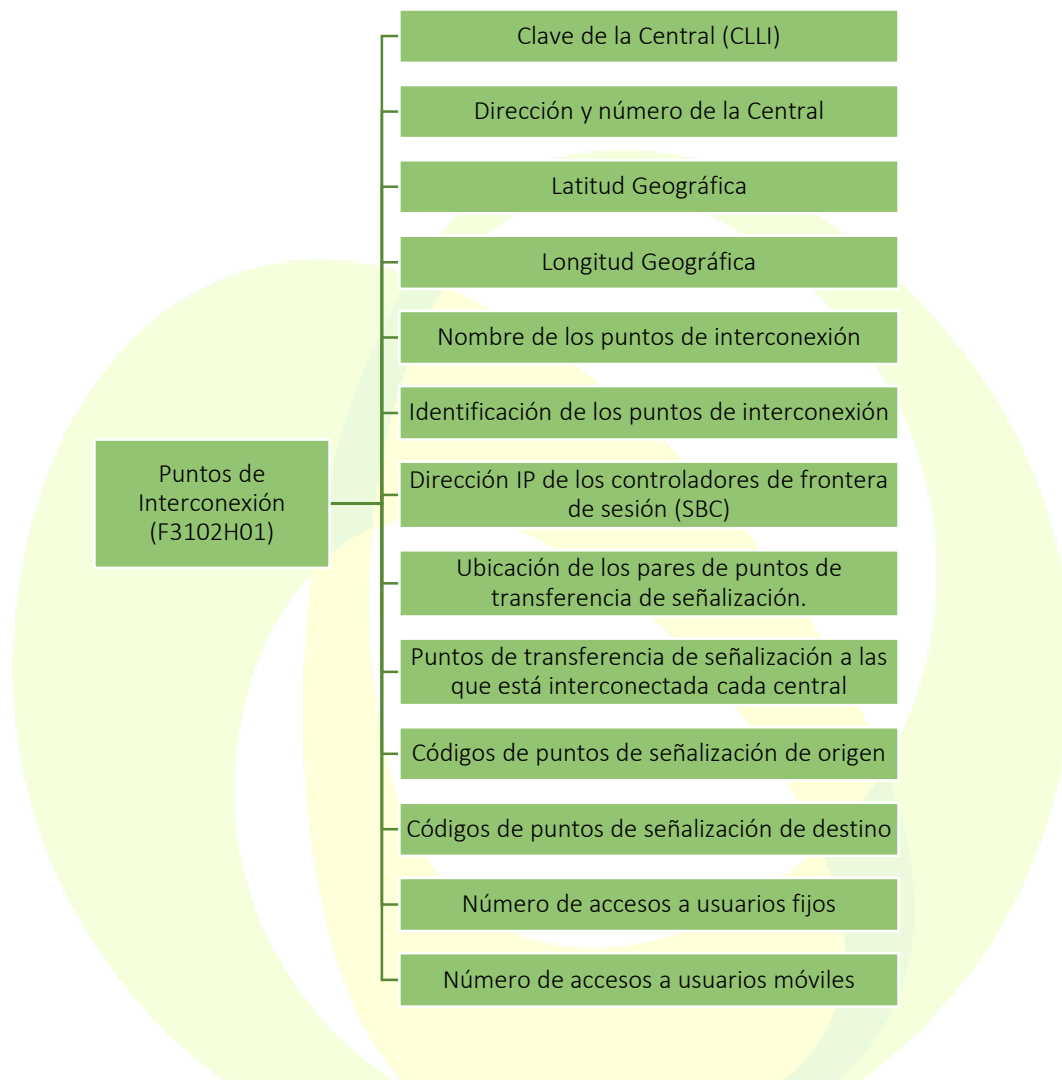 Clave de la Central (CLLI)
Dirección y número de la Central
Latitud Geográfica
Longitud Geográfica
Nombre de los puntos de interconexión
Identificación de los puntos de interconexión
Puntos de
Interconexión
(F3102H01)
Dirección IP de los controladores de frontera
de sesión (SBC)
Ubicación de los pares de puntos de
transferencia de señalización.
Puntos de transferencia de señalización a las
que está interconectada cada central
Códigos de puntos de señalización de origen
Códigos de puntos de señalización de destino
Número de accesos a usuarios fijos
Número de accesos a usuarios móviles